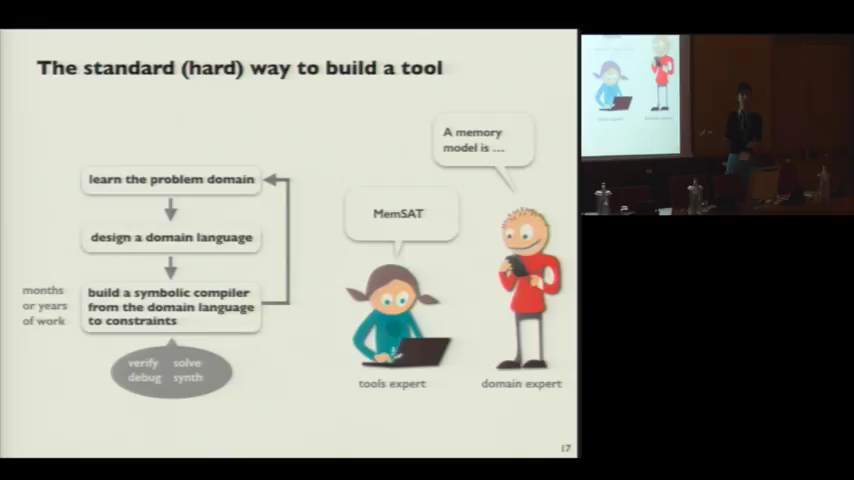 The standard (hard) way to build a tool
A memory
model is ...
learn the problem domain
MemSAT
design a domain language
months
or years
of work
build a symbolic compiler
from the domain language
to constraints
verify solve
debug synth
tools expert
domain expert
17